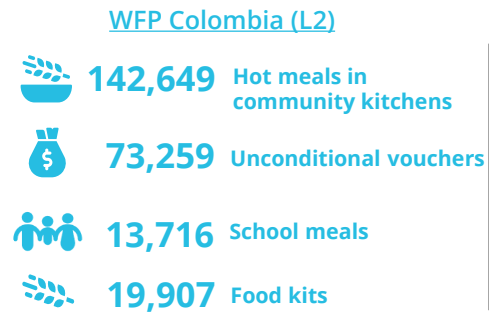 WFP Colombia (L2)
142,649 Hot meals in
community kitchens
$
73,259 Unconditional vouchers
13,716 School meals
19,907 Food kits